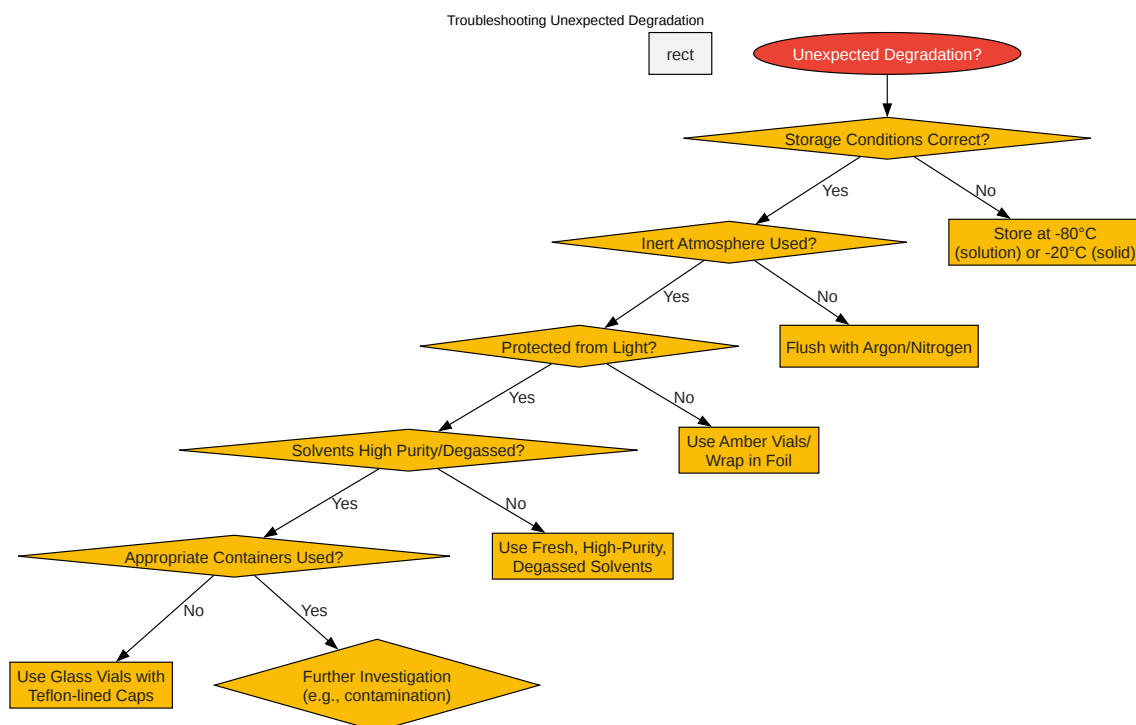 Troubleshooting Unexpected Degradation
rect
Unexpected Degradation?
Storage Conditions Correct?
Yes
No
Inert Atmosphere Used?
Store at -80°C
(solution) or -20°C (solid)
Yes
No
Protected from Light?
Flush with Argon/Nitrogen
Yes
No
Solvents High Purity/Degassed?
Use Amber Vials/
Wrap in Foil
Yes
No
Appropriate Containers Used?
Use Fresh, High-Purity,
Degassed Solvents
No
Yes
Use Glass Vials with
Teflon-lined Caps
Further Investigation
(e.g., contamination)